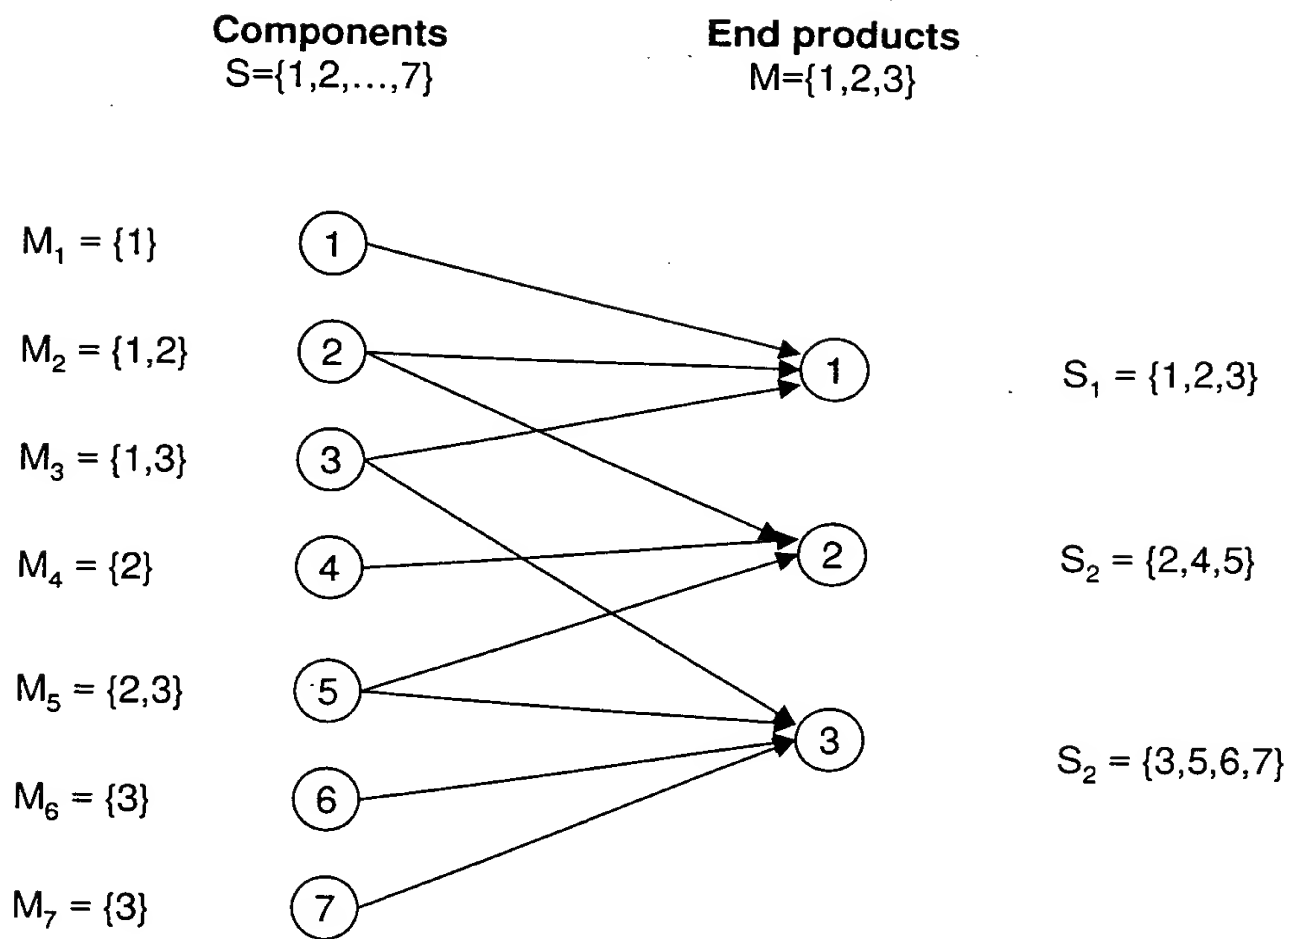 Components
S={1,2,...,7}
End products
M={1,2,3}
M₁ = {1}
1
M₂ = {1,2}
2
1
S₁ = {1,2,3}
M₃ = {1,3}
3
M₄ = {2}
4
2
S₂ = {2,4,5}
M₅ = {2,3}
5
3
S₂ = {3,5,6,7}
M₆ = {3}
6
M₇ = {3}
7